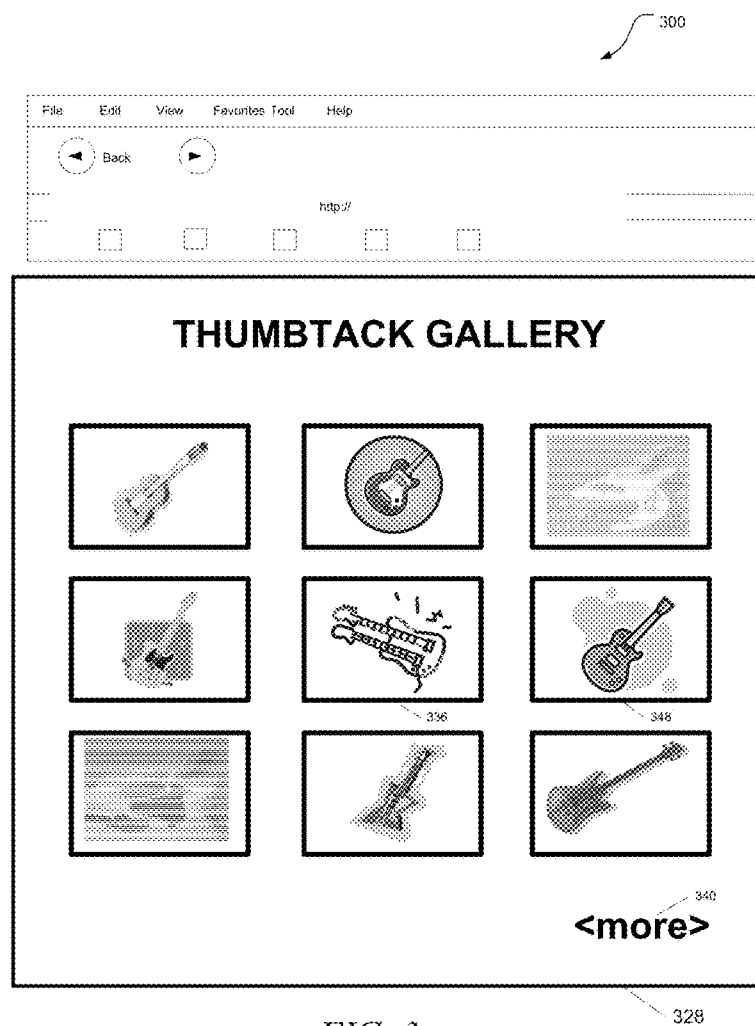 300
File Edit View Favorites Tool Help
Back
http://
THUMBTACK GALLERY
336
348
340
<more>
328